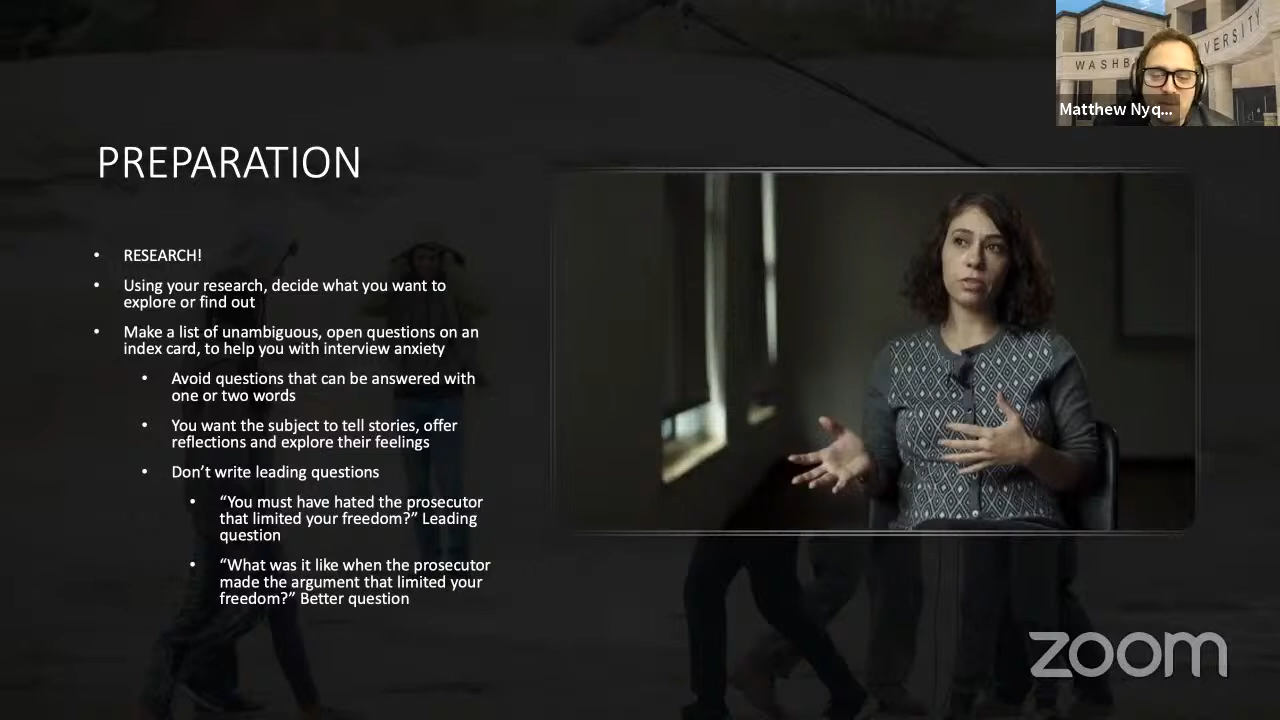 WASHB
VERSITY
Matthew Nyq...
PREPARATION
• RESEARCH!
• Using your research, decide what you want to
explore or find out
• Make a list of unambiguous, open questions on an
index card, to help you with interview anxiety
• Avoid questions that can be answered with
one or two words
• You want the subject to tell stories, offer
reflections and explore their feelings
• Don’t write leading questions
• “You must have hated the prosecutor
that limited your freedom?” Leading
question
• “What was it like when the prosecutor
made the argument that limited your
freedom?” Better question
zoom